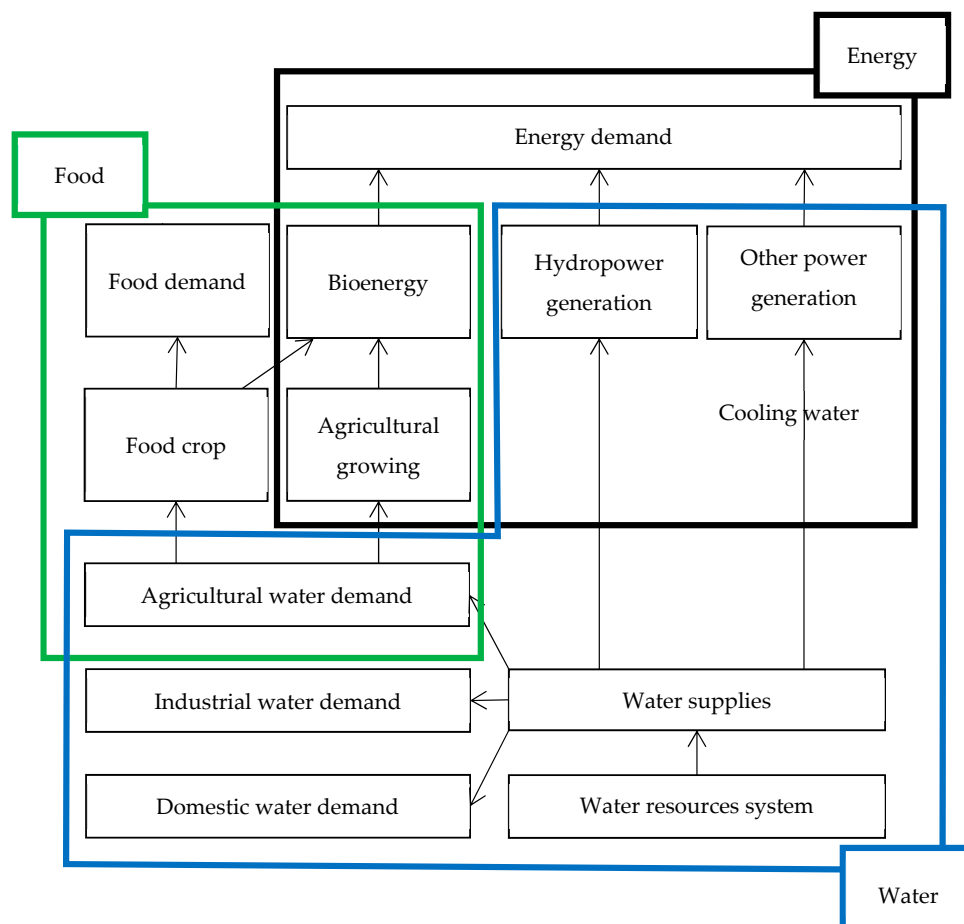 Energy
Energy demand
Food
Food demand
Bioenergy
Hydropower
generation
Other power
generation
Food crop
Agricultural
growing
Cooling water
Agricultural water demand
Industrial water demand
Water supplies
Domestic water demand
Water resources system
Water